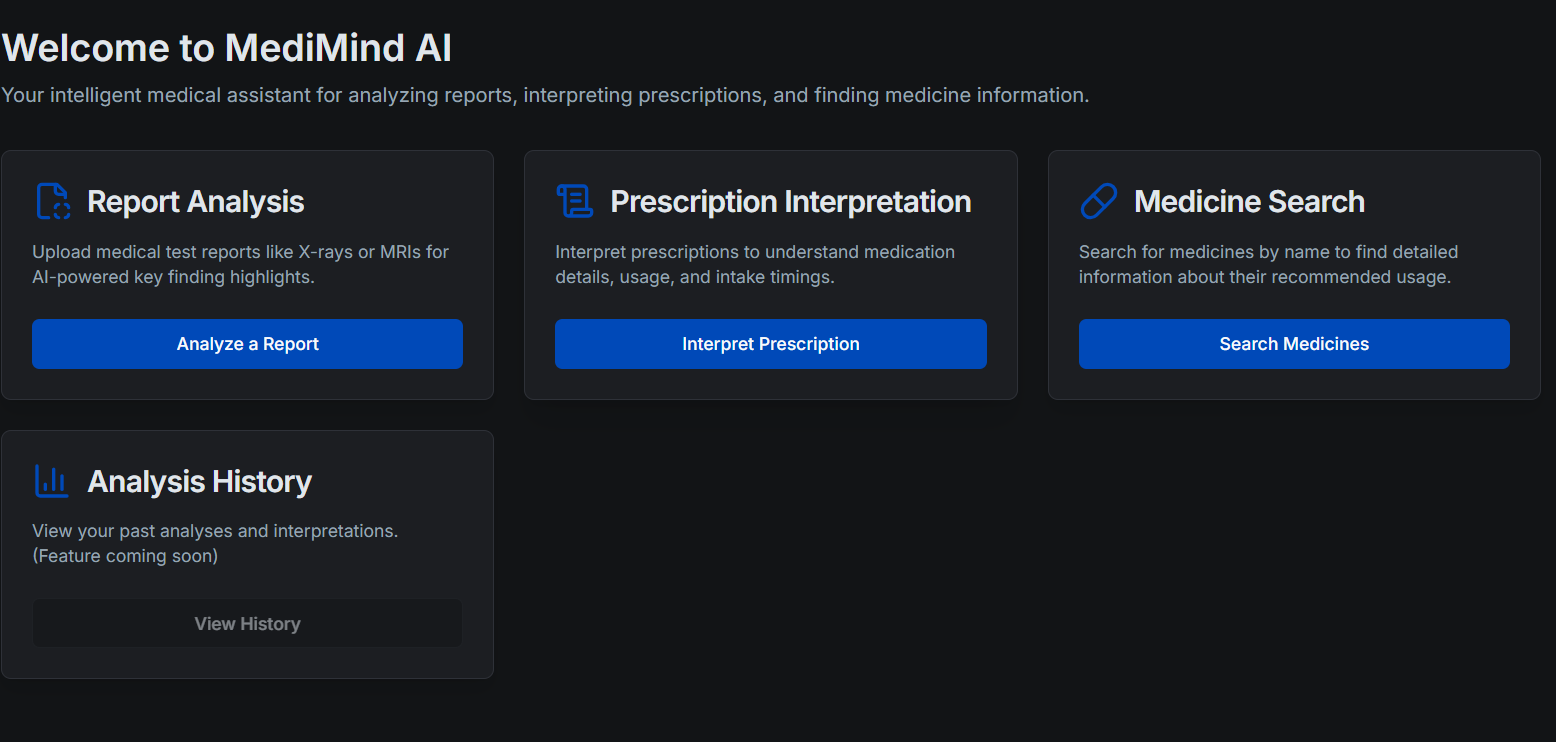 Welcome to MediMind AI
Your intelligent medical assistant for analyzing reports, interpreting prescriptions, and finding medicine information.
Report Analysis
Upload medical test reports like X-rays or MRIs for
AI-powered key finding highlights.
Analyze a Report
Prescription Interpretation
Interpret prescriptions to understand medication
details, usage, and intake timings.
Interpret Prescription
Medicine Search
Search for medicines by name to find detailed
information about their recommended usage.
Search Medicines
Analysis History
View your past analyses and interpretations.
(Feature coming soon)
View History